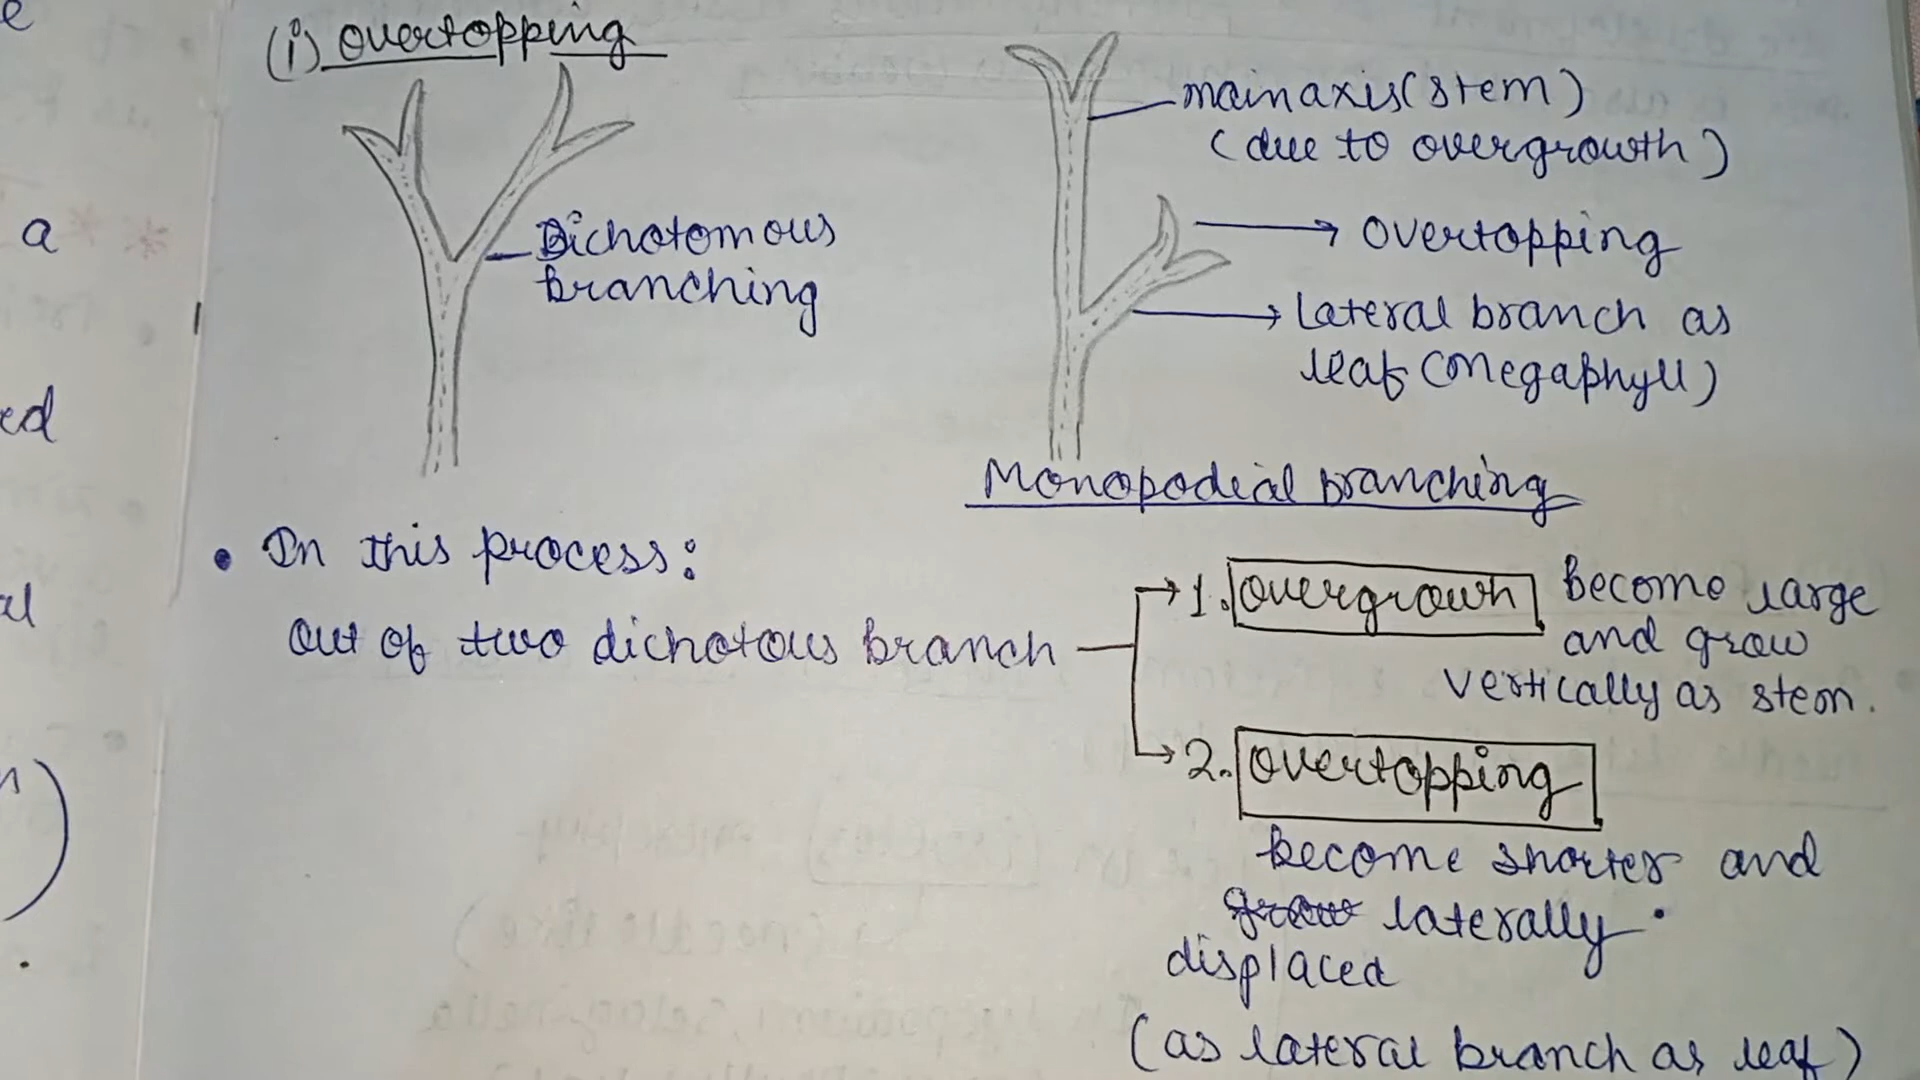 (i) overtopping
main axis (stem)
(due to overgrowth)
Dichotomous
branching
overtopping
Lateral branch as
leaf (Megaphyll)
Monopodial branching
• In this process:
out of two dichotous branch
1. overgrown become large
and grow
vertically as stem.
2. overtopping
become shorter and
laterally
displaced
(as lateral branch as leaf)
a
ed